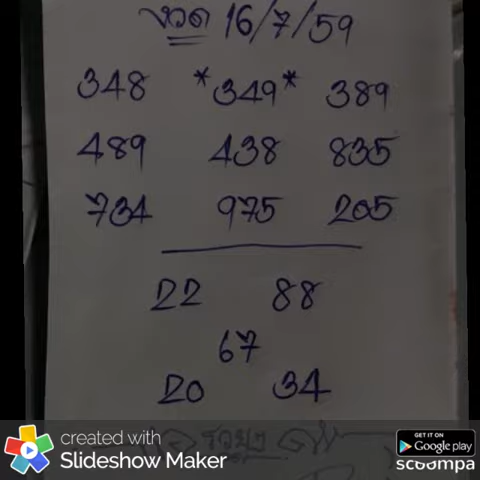 งวด 16/7/59
348 *349* 389
489 438 835
734 975 205
22 88
67
20 34
created with
Slideshow Maker
GET IT ON
Google play
scoompa